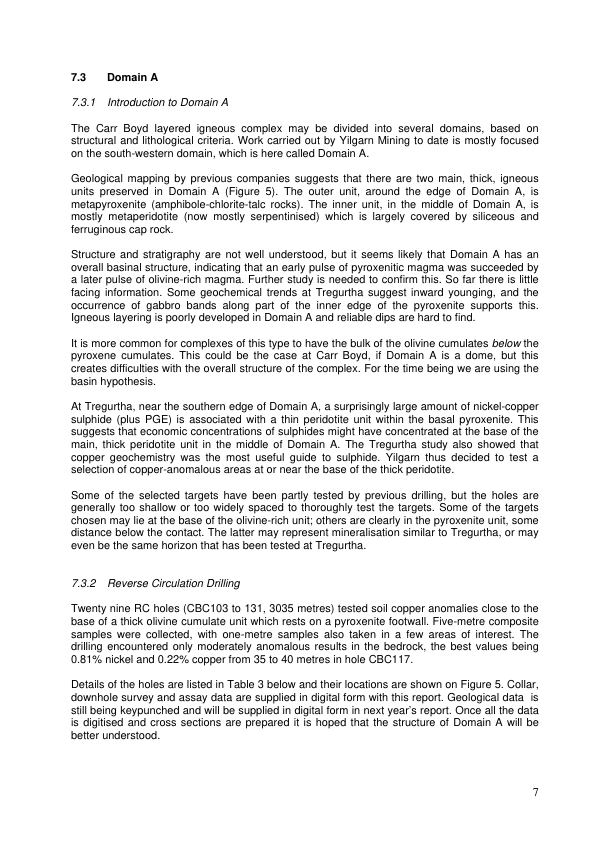 7.3 Domain A
7.3.1 Introduction to Domain A
The Carr Boyd layered igneous complex may be divided into several domains, based on
structural and lithological criteria. Work carried out by Yilgarn Mining to date is mostly focused
on the south-western domain, which is here called Domain A.
Geological mapping by previous companies suggests that there are two main, thick, igneous
units preserved in Domain A (Figure 5). The outer unit, around the edge of Domain A, is
metapyroxenite (amphibole-chlorite-talc rocks). The inner unit, in the middle of Domain A, is
mostly metaperidotite (now mostly serpentinised) which is largely covered by siliceous and
ferruginous cap rock.
Structure and stratigraphy are not well understood, but it seems likely that Domain A has an
overall basinal structure, indicating that an early pulse of pyroxenitic magma was succeeded by
a later pulse of olivine-rich magma. Further study is needed to confirm this. So far there is little
facing information. Some geochemical trends at Tregurtha suggest inward younging, and the
occurrence of gabbro bands along part of the inner edge of the pyroxenite supports this.
Igneous layering is poorly developed in Domain A and reliable dips are hard to find.
It is more common for complexes of this type to have the bulk of the olivine cumulates below the
pyroxene cumulates. This could be the case at Carr Boyd, if Domain A is a dome, but this
creates difficulties with the overall structure of the complex. For the time being we are using the
basin hypothesis.
At Tregurtha, near the southern edge of Domain A, a surprisingly large amount of nickel-copper
sulphide (plus PGE) is associated with a thin peridotite unit within the basal pyroxenite. This
suggests that economic concentrations of sulphides might have concentrated at the base of the
main, thick peridotite unit in the middle of Domain A. The Tregurtha study also showed that
copper geochemistry was the most useful guide to sulphide. Yilgarn thus decided to test a
selection of copper-anomalous areas at or near the base of the thick peridotite.
Some of the selected targets have been partly tested by previous drilling, but the holes are
generally too shallow or too widely spaced to thoroughly test the targets. Some of the targets
chosen may lie at the base of the olivine-rich unit; others are clearly in the pyroxenite unit, some
distance below the contact. The latter may represent mineralisation similar to Tregurtha, or may
even be the same horizon that has been tested at Tregurtha.
7.3.2 Reverse Circulation Drilling
Twenty nine RC holes (CBC103 to 131, 3035 metres) tested soil copper anomalies close to the
base of a thick olivine cumulate unit which rests on a pyroxenite footwall. Five-metre composite
samples were collected, with one-metre samples also taken in a few areas of interest. The
drilling encountered only moderately anomalous results in the bedrock, the best values being
0.81% nickel and 0.22% copper from 35 to 40 metres in hole CBC117.
Details of the holes are listed in Table 3 below and their locations are shown on Figure 5. Collar,
downhole survey and assay data are supplied in digital form with this report. Geological data is
still being keypunched and will be supplied in digital form in next year's report. Once all the data
is digitised and cross sections are prepared it is hoped that the structure of Domain A will be
better understood.
7